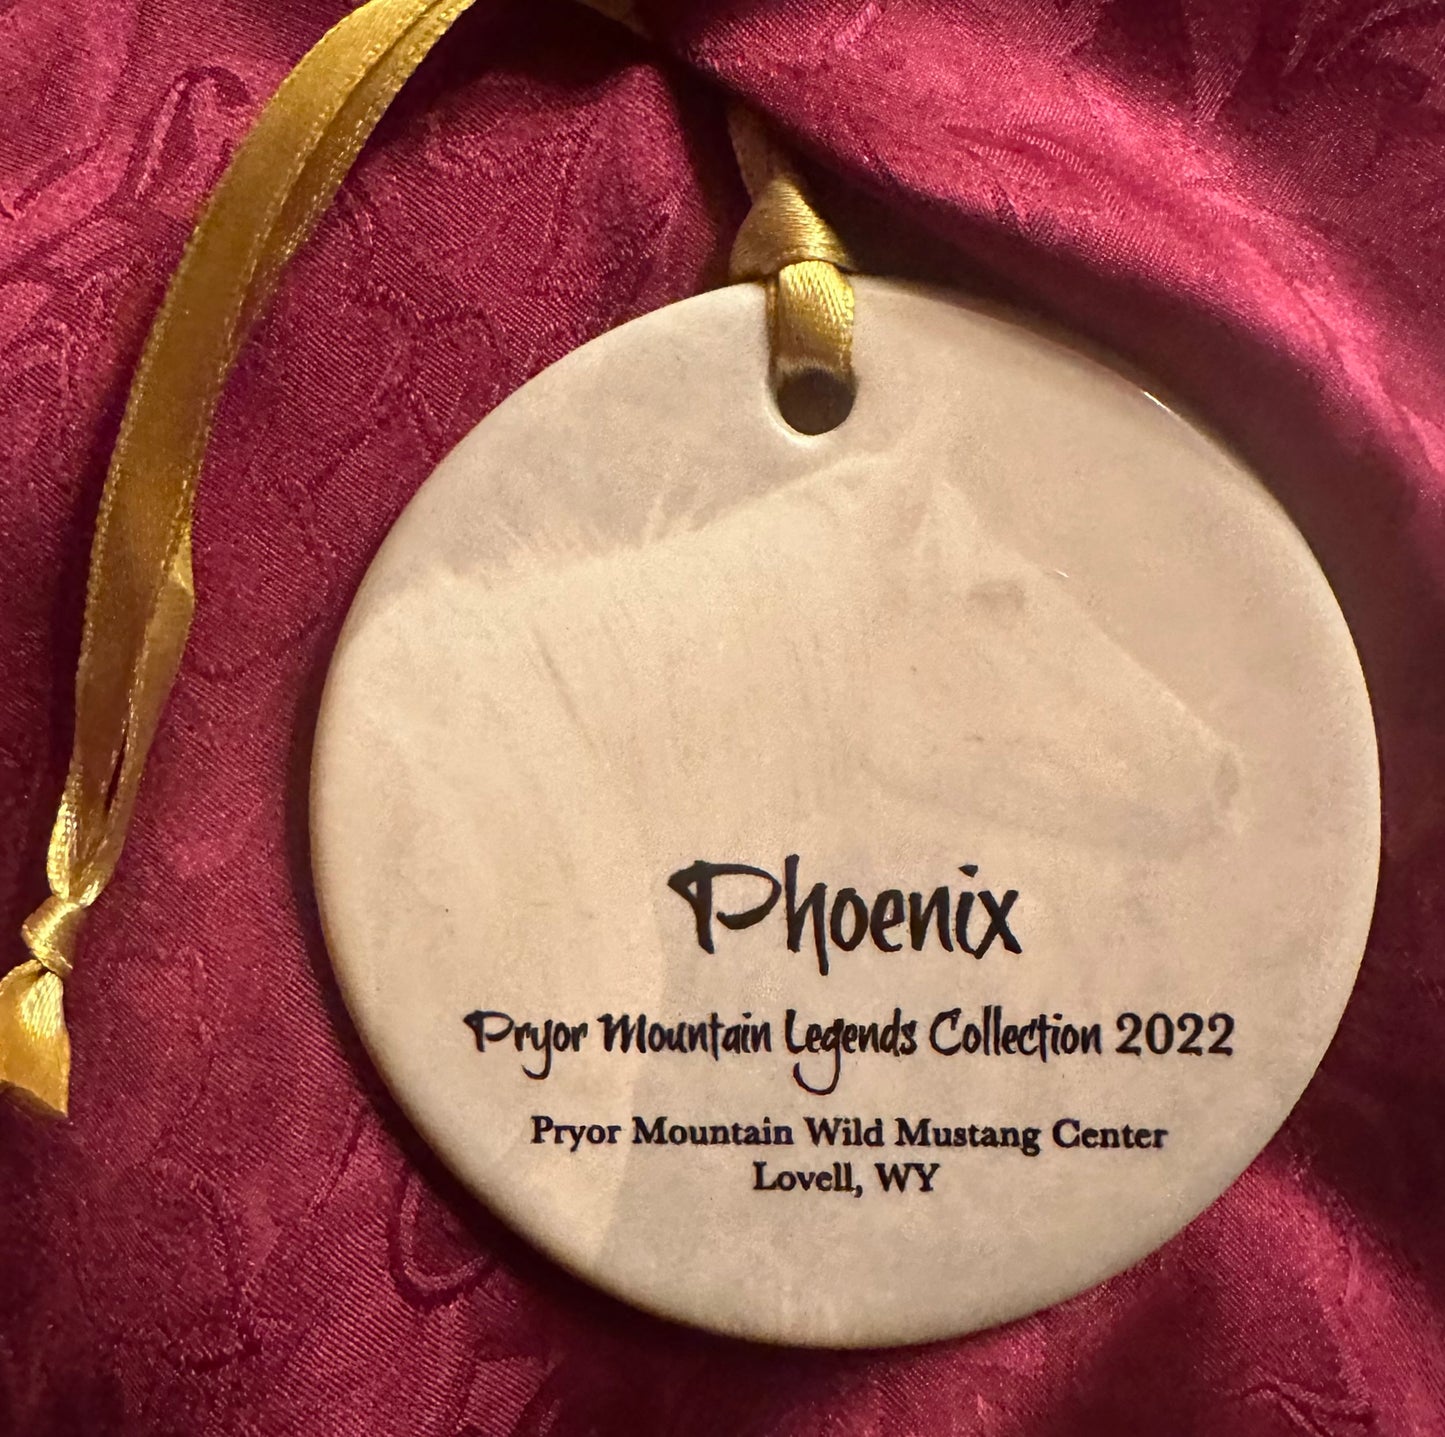 Phoenix
Pryor Mountain Legends Collection 2022
Pryor Mountain Wild Mustang Center
Lovell, WY